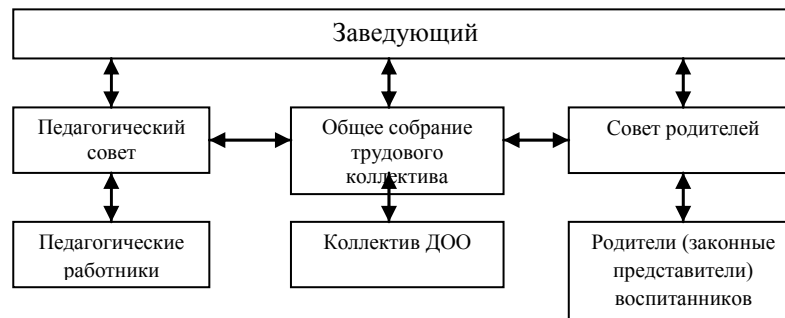 Заведующий
Педагогический
совет
Общее собрание
трудового
коллектива
Совет родителей
Педагогические
работники
Коллектив ДОО
Родители (законные
представители)
воспитанников